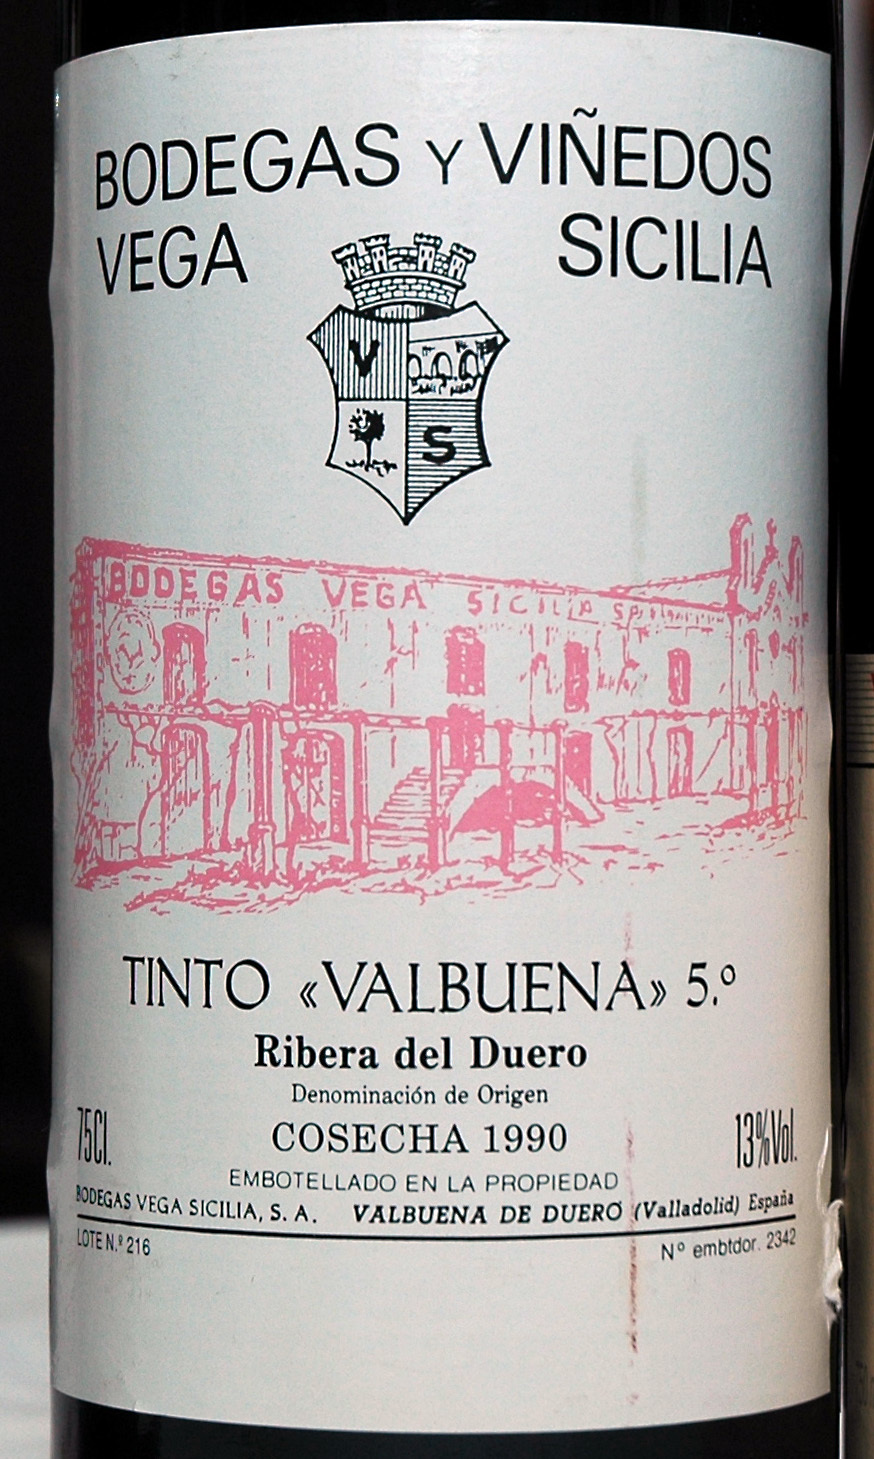 BODEGAS Y VIÑEDOS
VEGA SICILIA
V
S
BODEGAS VEGA SICILIA
TINTO «VALBUENA» 5.º
Ribera del Duero
Denominación de Origen
COSECHA 1990
75Cl. 13%Vol.
EMBOTELLADO EN LA PROPIEDAD
BODEGAS VEGA SICILIA, S. A. VALBUENA DE DUERO (Valladolid) España
LOTE N.º 216 Nº embtdor. 2342